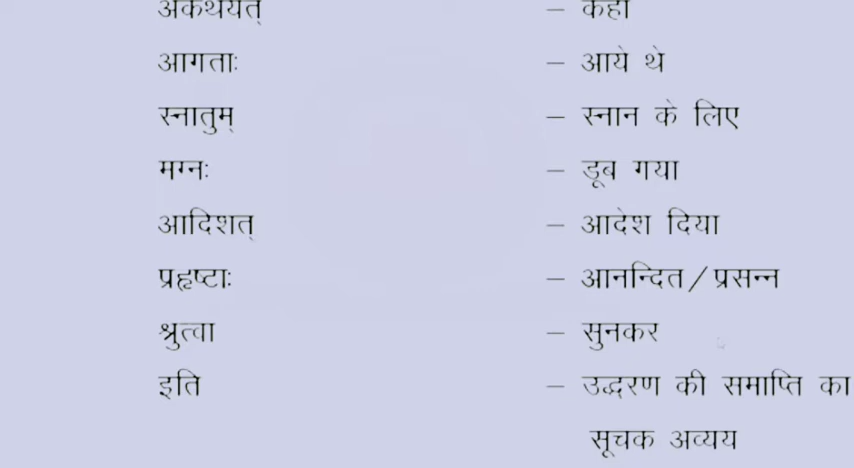 अकथयत् – कहा
आगताः – आये थे
स्नातुम् – स्नान के लिए
मग्नः – डूब गया
आदिशत् – आदेश दिया
प्रहृष्टाः – आनन्दित/प्रसन्न
श्रुत्वा – सुनकर
इति – उद्धरण की समाप्ति का
सूचक अव्यय